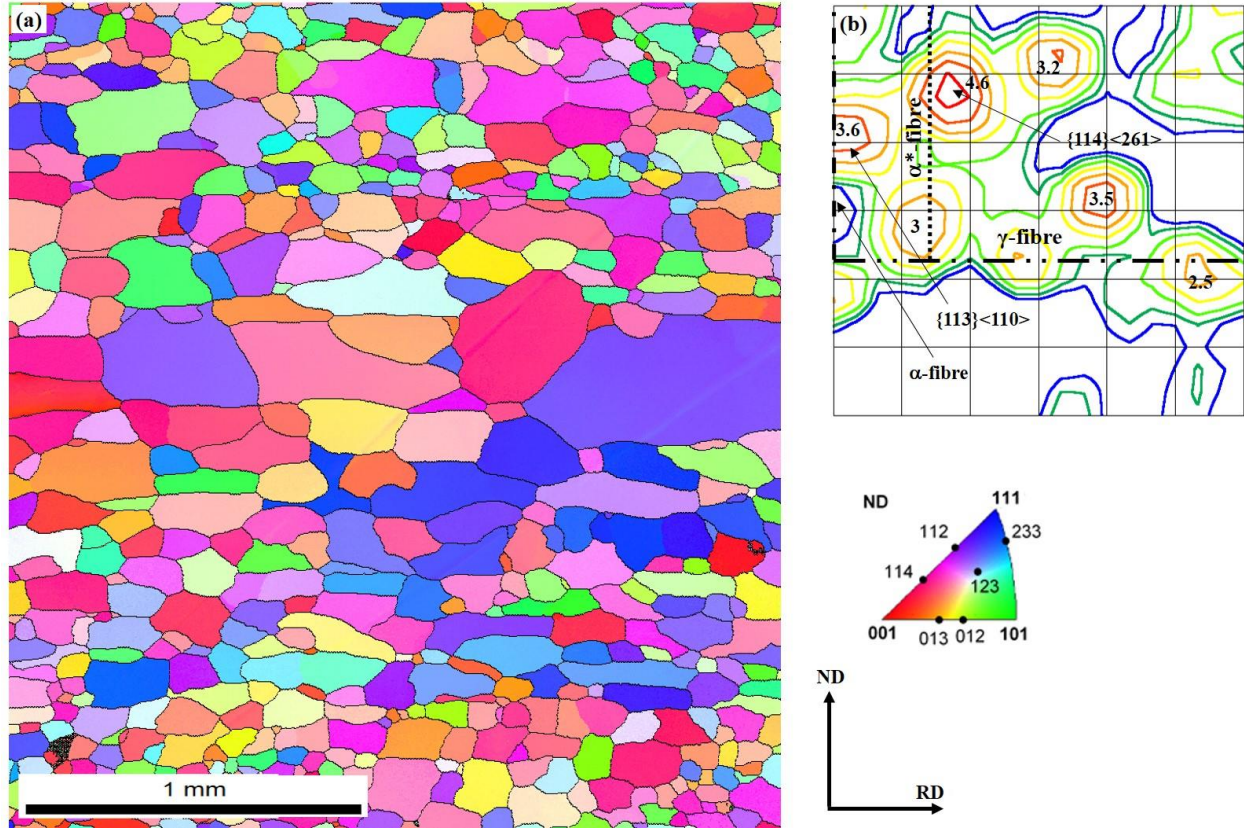 (a)
(b)
3.2
4.6
3.6
α*-fibre
{114}<261>
3.5
3
γ-fibre
2.5
{113}<110>
α-fibre
ND
111
112
233
114
123
001
013
012
101
ND
RD
1 mm